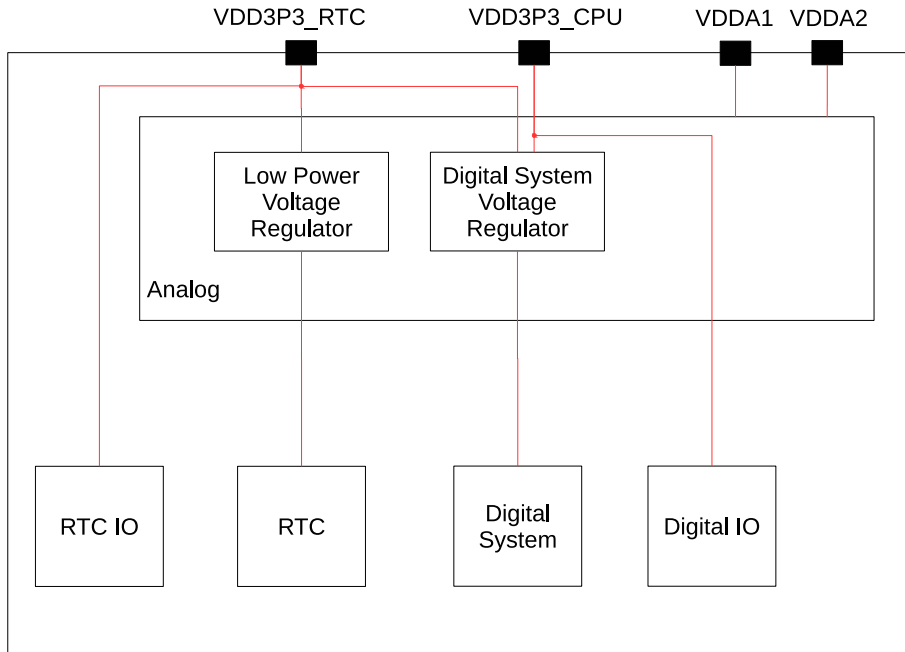 VDD3P3_RTC
VDD3P3_CPU
VDDA1
VDDA2
Low Power
Voltage
Regulator
Digital System
Voltage
Regulator
Analog
RTC IO
RTC
Digital
System
Digital IO